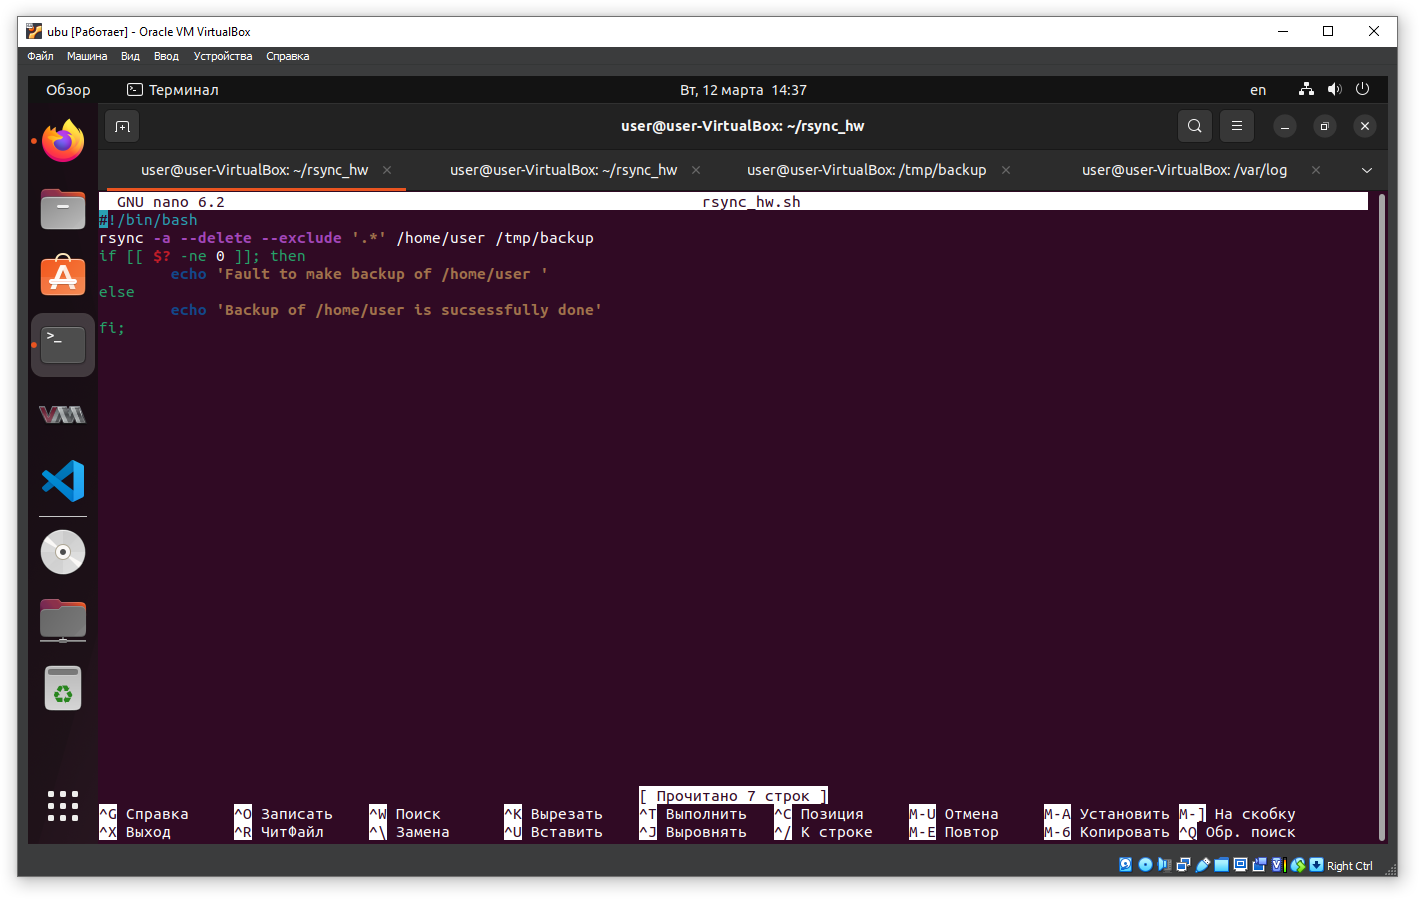 ubu [Работает] - Oracle VM VirtualBox
Файл Машина Вид Ввод Устройства Справка
Обзор Терминал Вт, 12 марта 14:37 en
user@user-VirtualBox: ~/rsync_hw
user@user-VirtualBox: ~/rsync_hw × user@user-VirtualBox: ~/rsync_hw × user@user-VirtualBox: /tmp/backup × user@user-VirtualBox: /var/log ×
GNU nano 6.2 rsync_hw.sh
#!/bin/bash
rsync -a --delete --exclude '.*' /home/user /tmp/backup
if [[ $? -ne 0 ]]; then
echo 'Fault to make backup of /home/user '
else
echo 'Backup of /home/user is sucsessfully done'
fi;
[ Прочитано 7 строк ]
^G Справка ^O Записать ^W Поиск ^K Вырезать ^T Выполнить ^C Позиция M-U Отмена M-A Установить M-] На скобку
^X Выход ^R ЧитФайл ^\ Замена ^U Вставить ^J Выровнять ^/ К строке M-E Повтор M-6 Копировать ^Q Обр. поиск
Right Ctrl